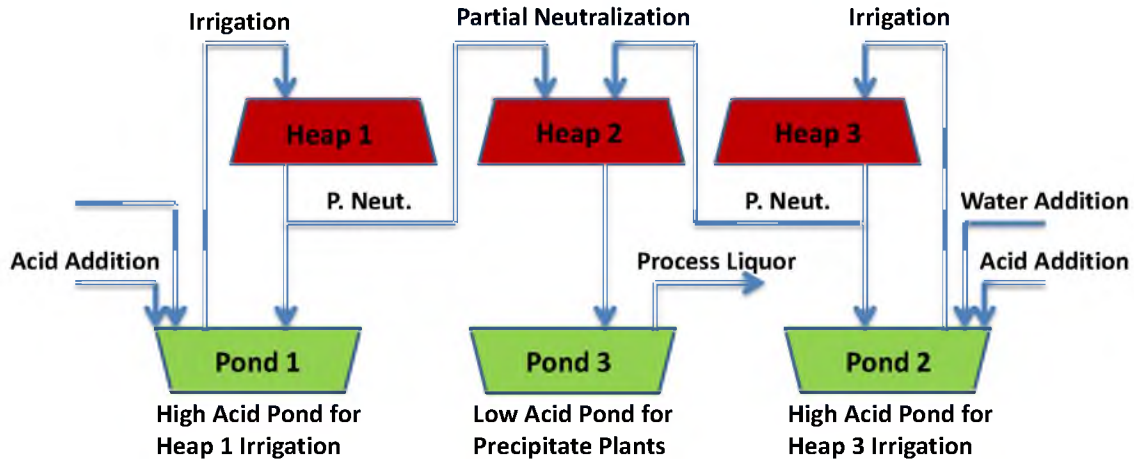 Irrigation
Partial Neutralization
Irrigation
Heap 1
Heap 2
Heap 3
P. Neut.
P. Neut.
Water Addition
Acid Addition
Process Liquor
Acid Addition
Pond 1
Pond 3
Pond 2
High Acid Pond for
Heap 1 Irrigation
Low Acid Pond for
Precipitate Plants
High Acid Pond for
Heap 3 Irrigation